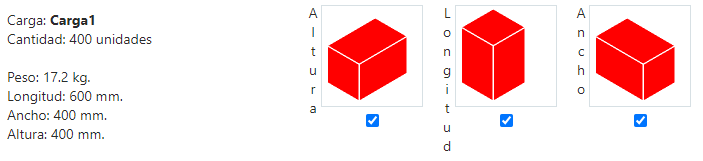 Carga: Carga1
Cantidad: 400 unidades
Peso: 17.2 kg.
Longitud: 600 mm.
Ancho: 400 mm.
Altura: 400 mm.
Altura
Longitud
Ancho